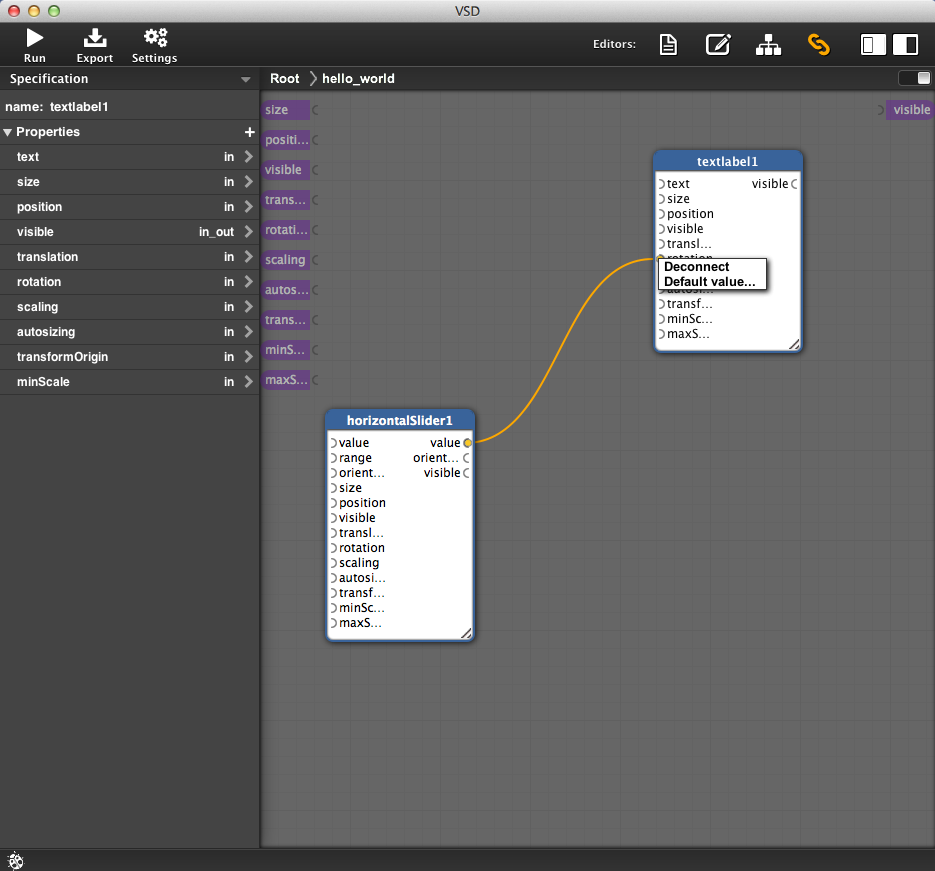 VSD
Run
Export
Settings
Editors:
Specification
Root
hello_world
name: textlabel1
Properties +
text in
size in
position in
visible in_out
translation in
rotation in
scaling in
autosizing in
transformOrigin in
minScale in
size
positi...
visible
trans...
rotati...
scaling
autos...
trans...
minS...
maxS...
visible
textlabel1
text visible
size
position
visible
transl...
rotation
Deconnect
Default value...
autosi...
transf...
minSc...
maxS...
horizontalSlider1
value value
range orient...
orient... visible
size
position
visible
transl...
rotation
scaling
autosi...
transf...
minSc...
maxS...